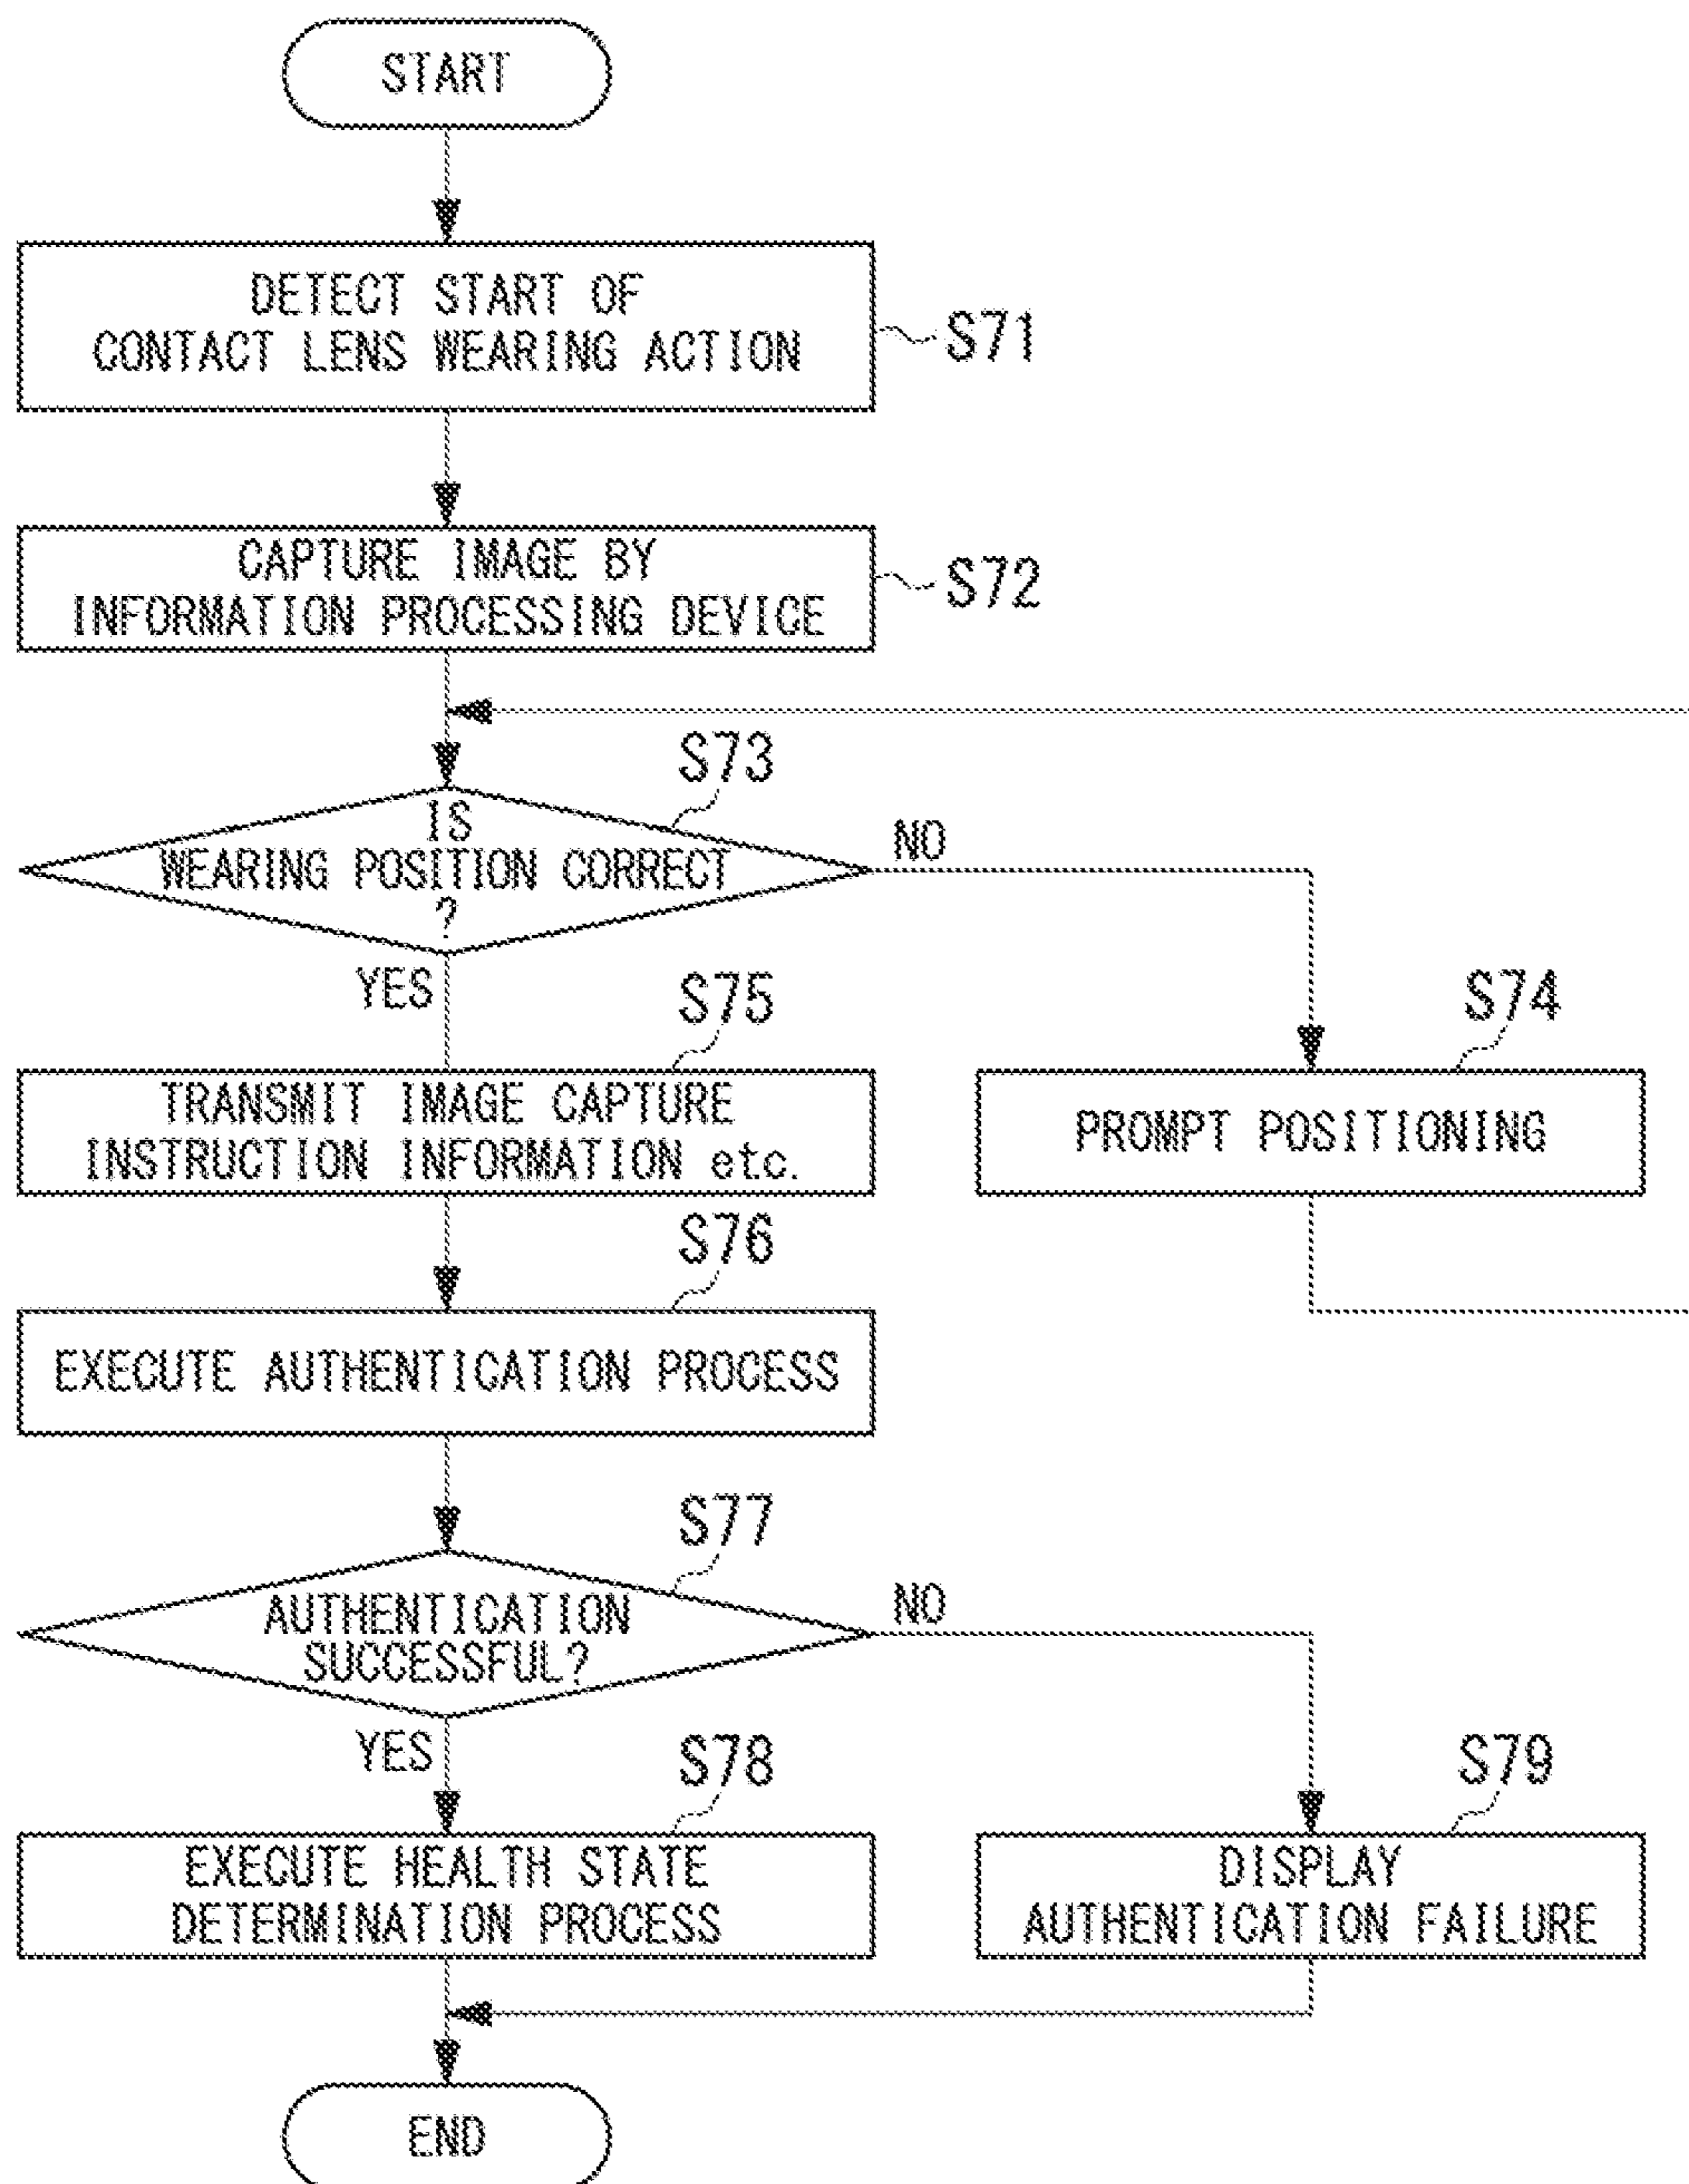 START
DETECT START OF
CONTACT LENS WEARING ACTION
S71
CAPTURE IMAGE BY
INFORMATION PROCESSING DEVICE
S72
S73
IS
WEARING POSITION CORRECT
?
NO
YES
S75
TRANSMIT IMAGE CAPTURE
INSTRUCTION INFORMATION etc.
S74
PROMPT POSITIONING
S76
EXECUTE AUTHENTICATION PROCESS
S77
AUTHENTICATION
SUCCESSFUL?
NO
YES
S78
EXECUTE HEALTH STATE
DETERMINATION PROCESS
S79
DISPLAY
AUTHENTICATION FAILURE
END